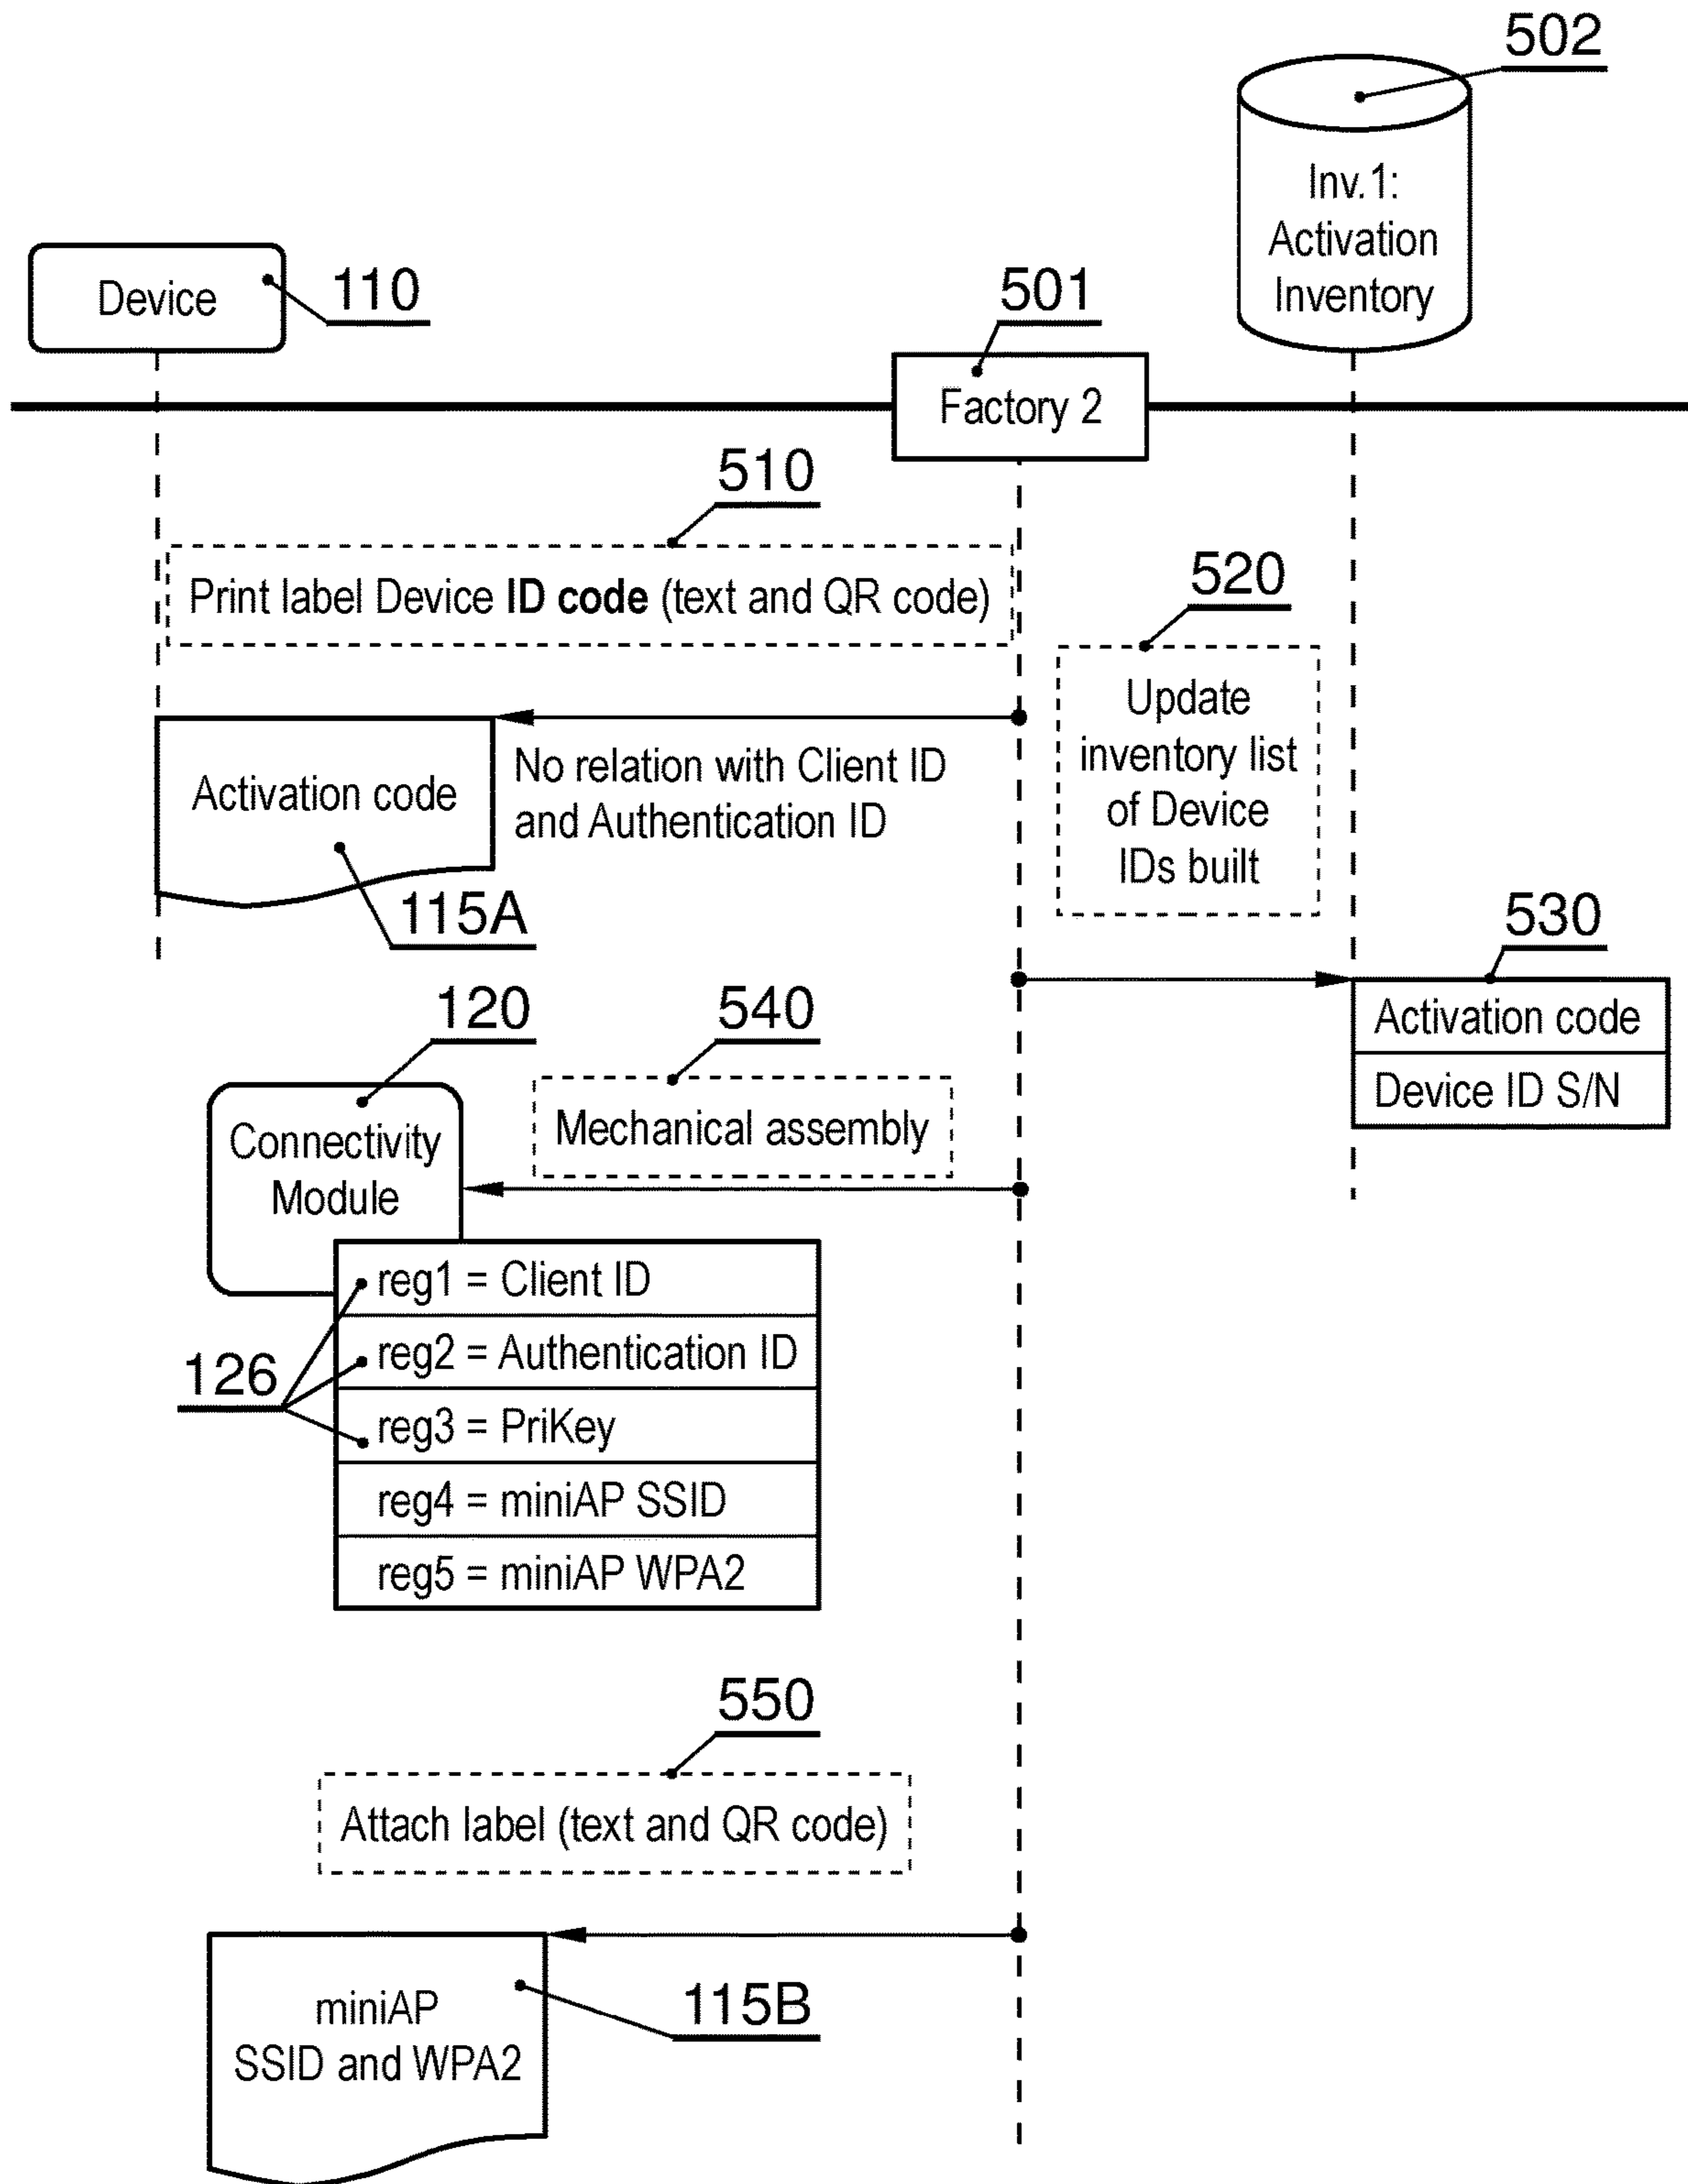 502
Inv.1:
Activation
Inventory
Device
110
501
Factory 2
510
Print label Device ID code (text and QR code)
520
Update
inventory list
of Device
IDs built
Activation code
No relation with Client ID
and Authentication ID
115A
530
Activation code
Device ID S/N
120
540
Connectivity
Module
Mechanical assembly
reg1 = Client ID
reg2 = Authentication ID
reg3 = PriKey
reg4 = miniAP SSID
reg5 = miniAP WPA2
126
550
Attach label (text and QR code)
miniAP
SSID and WPA2
115B